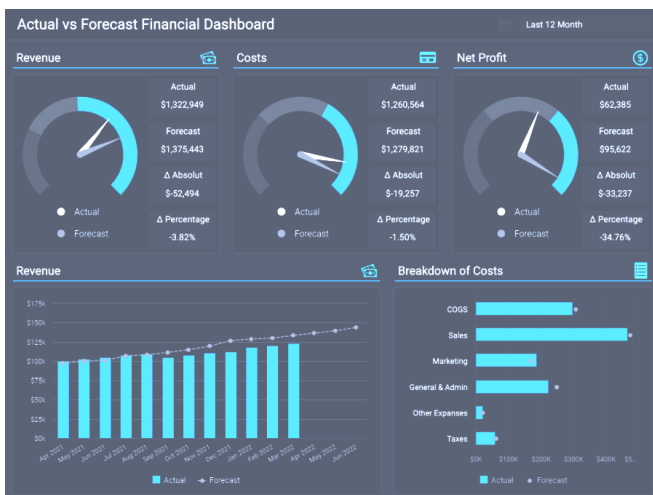 Actual vs Forecast Financial Dashboard
Last 12 Month
Revenue
Actual
$1,322,949
Forecast
$1,375,443
Δ Absolut
$-52,494
Δ Percentage
-3.82%
Actual
Forecast
Costs
Actual
$1,260,564
Forecast
$1,279,821
Δ Absolut
$-19,257
Δ Percentage
-1.50%
Actual
Forecast
Net Profit
Actual
$62,385
Forecast
$95,622
Δ Absolut
$-33,237
Δ Percentage
-34.76%
Actual
Forecast
Revenue
$175k
$150k
$125k
$100k
$75k
$50k
$25k
$0k
Apr 2021
May 2021
Jun 2021
Jul 2021
Aug 2021
Sep 2021
Oct 2021
Nov 2021
Dec 2021
Jan 2022
Feb 2022
Mar 2022
Apr 2022
May 2022
Jun 2022
Actual
Forecast
Breakdown of Costs
COGS
Sales
Marketing
General & Admin
Other Expanses
Taxes
$0K $100K $200K $300K $400K $5...
Actual
Forecast